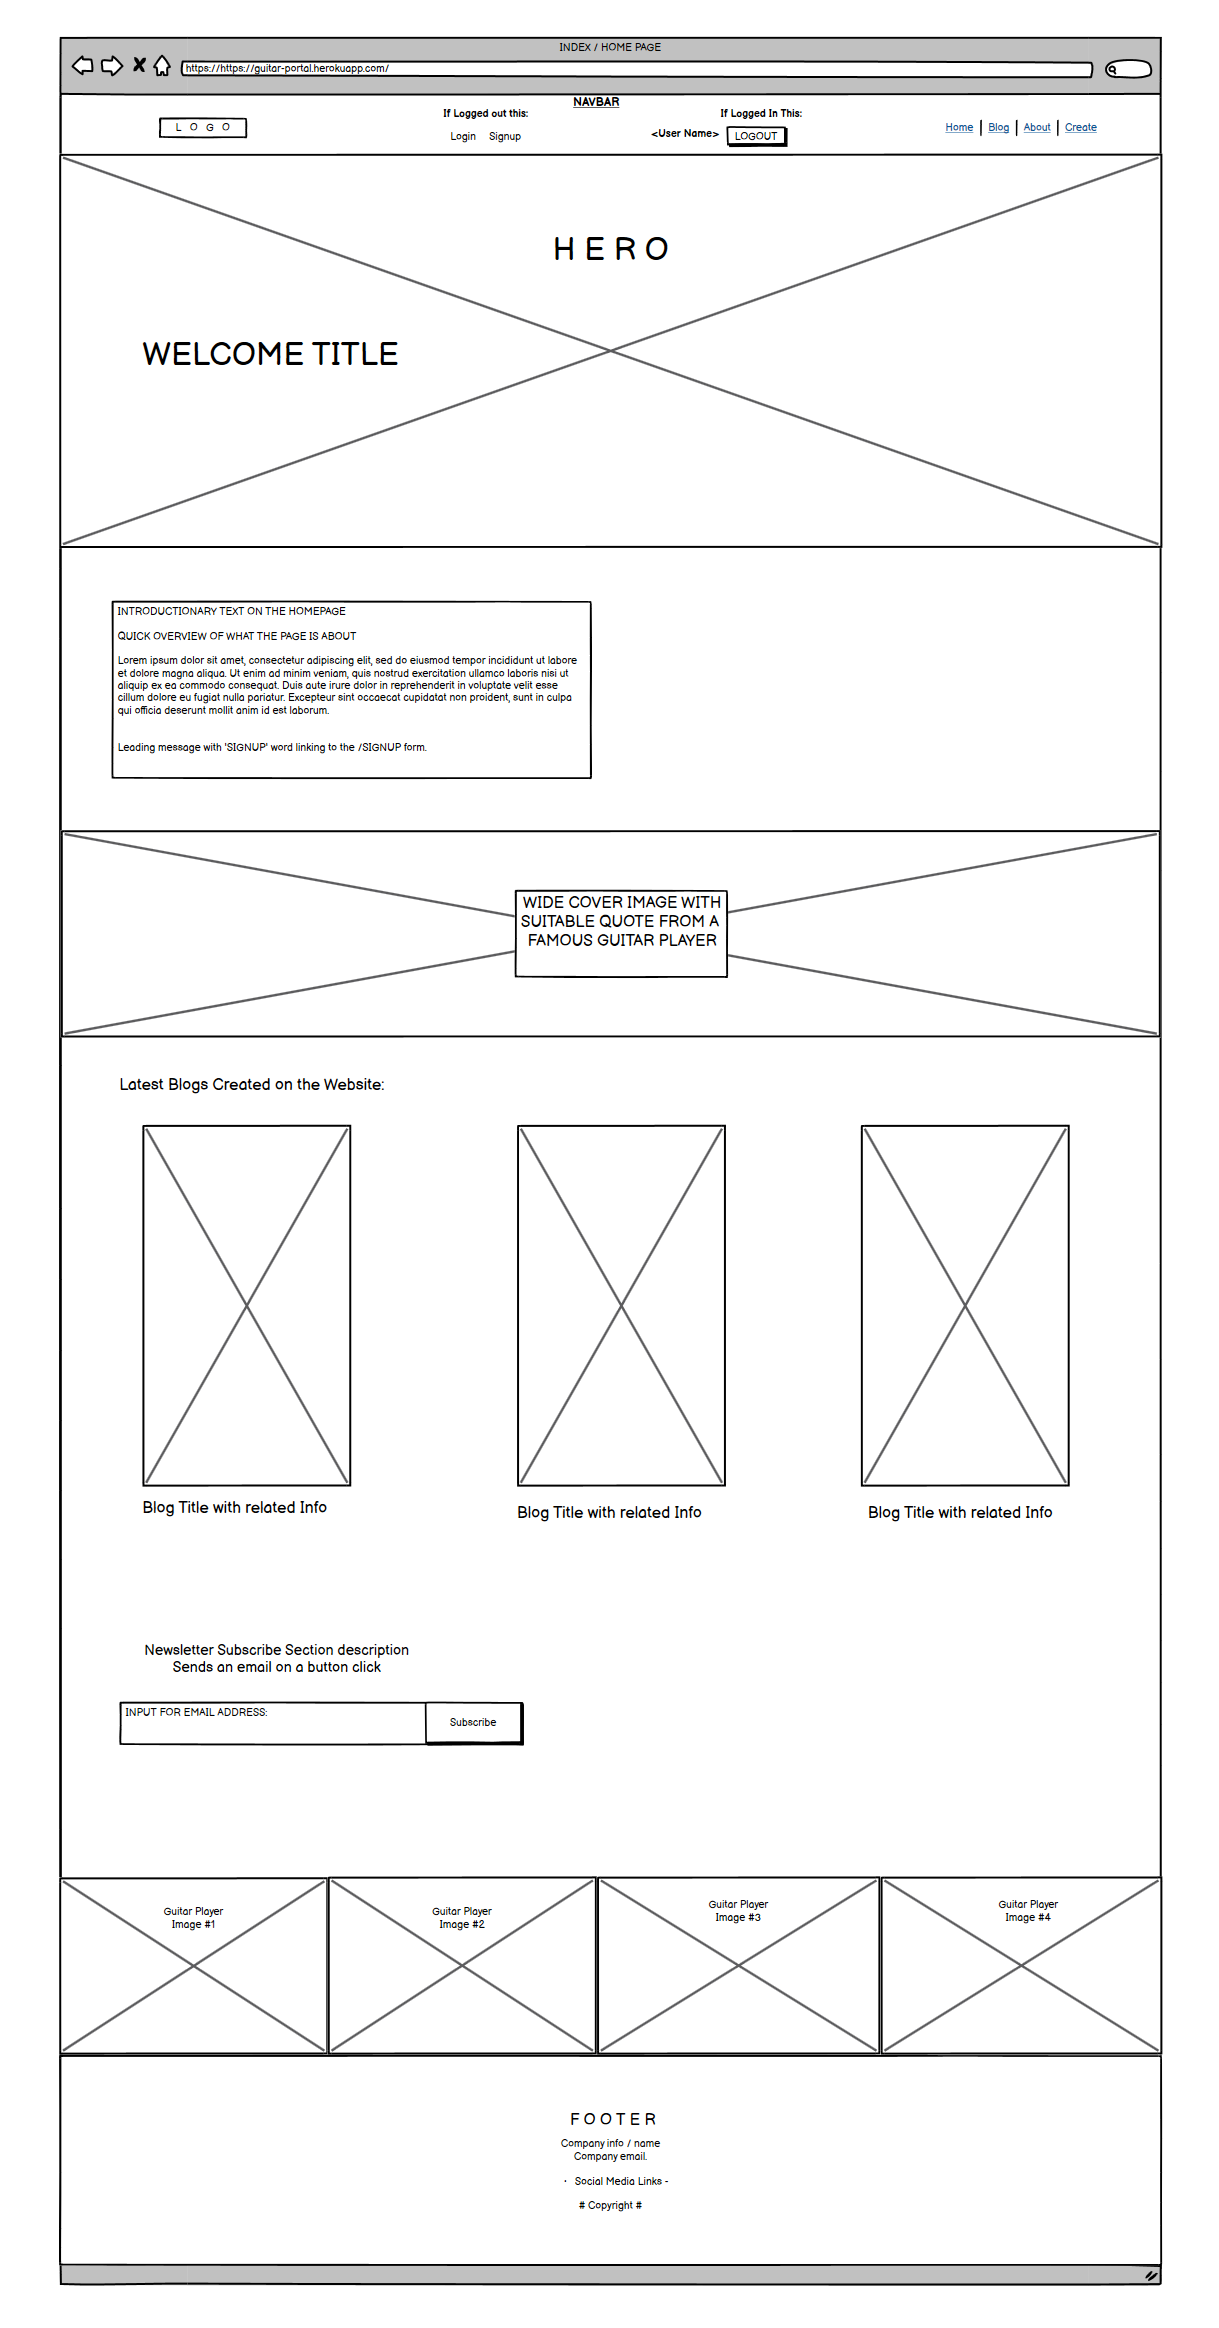 INDEX / HOME PAGE
https://https://guitar-portal.herokuapp.com/
NAVBAR
If Logged out this:
If Logged In This:
L O G O
Login Signup
<User Name> LOGOUT
Home Blog About Create
H E R O
WELCOME TITLE
INTRODUCTIONARY TEXT ON THE HOMEPAGE
QUICK OVERVIEW OF WHAT THE PAGE IS ABOUT
Lorem ipsum dolor sit amet, consectetur adipiscing elit, sed do eiusmod tempor incididunt ut labore
et dolore magna aliqua. Ut enim ad minim veniam, quis nostrud exercitation ullamco laboris nisi ut
aliquip ex ea commodo consequat. Duis aute irure dolor in reprehenderit in voluptate velit esse
cillum dolore eu fugiat nulla pariatur. Excepteur sint occaecat cupidatat non proident, sunt in culpa
qui officia deserunt mollit anim id est laborum.
Leading message with 'SIGNUP' word linking to the /SIGNUP form.
WIDE COVER IMAGE WITH
SUITABLE QUOTE FROM A
FAMOUS GUITAR PLAYER
Latest Blogs Created on the Website:
Blog Title with related Info
Blog Title with related Info
Blog Title with related Info
Newsletter Subscribe Section description
Sends an email on a button click
INPUT FOR EMAIL ADDRESS:
Subscribe
Guitar Player
Image #1
Guitar Player
Image #2
Guitar Player
Image #3
Guitar Player
Image #4
F O O T E R
Company info / name
Company email.
· Social Media Links -
# Copyright #